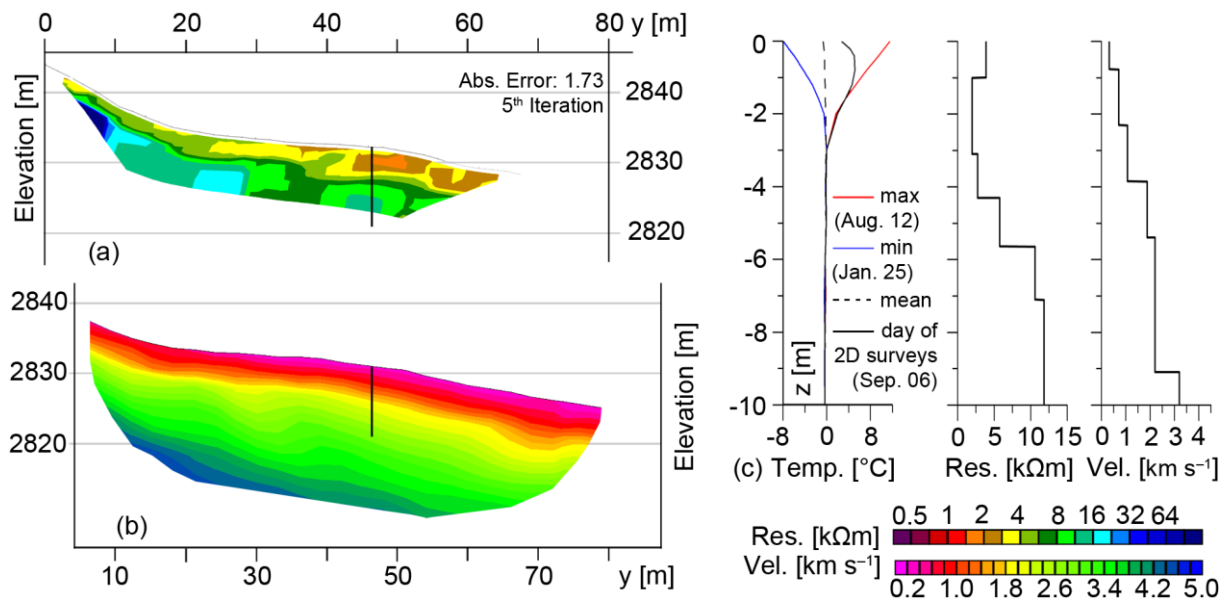 0 20 40 60 80
y [m]
Elevation [m]
2840
2830
2820
Abs. Error: 1.73
5th Iteration
2840
2830
2820
(a)
2840
2830
2820
Elevation [m]
(b)
10 30 50 70 y [m]
0
-2
-4
-6
-8
-10
z [m]
max
(Aug. 12)
min
(Jan. 25)
mean
day of
2D surveys
(Sep. 06)
-8 0 8
0 5 10 15
0 1 2 3 4
(c) Temp. [°C] Res. [kΩm] Vel. [km s⁻¹]
0.5 1 2 4 8 16 32 64
Res. [kΩm]
Vel. [km s⁻¹]
0.2 1.0 1.8 2.6 3.4 4.2 5.0